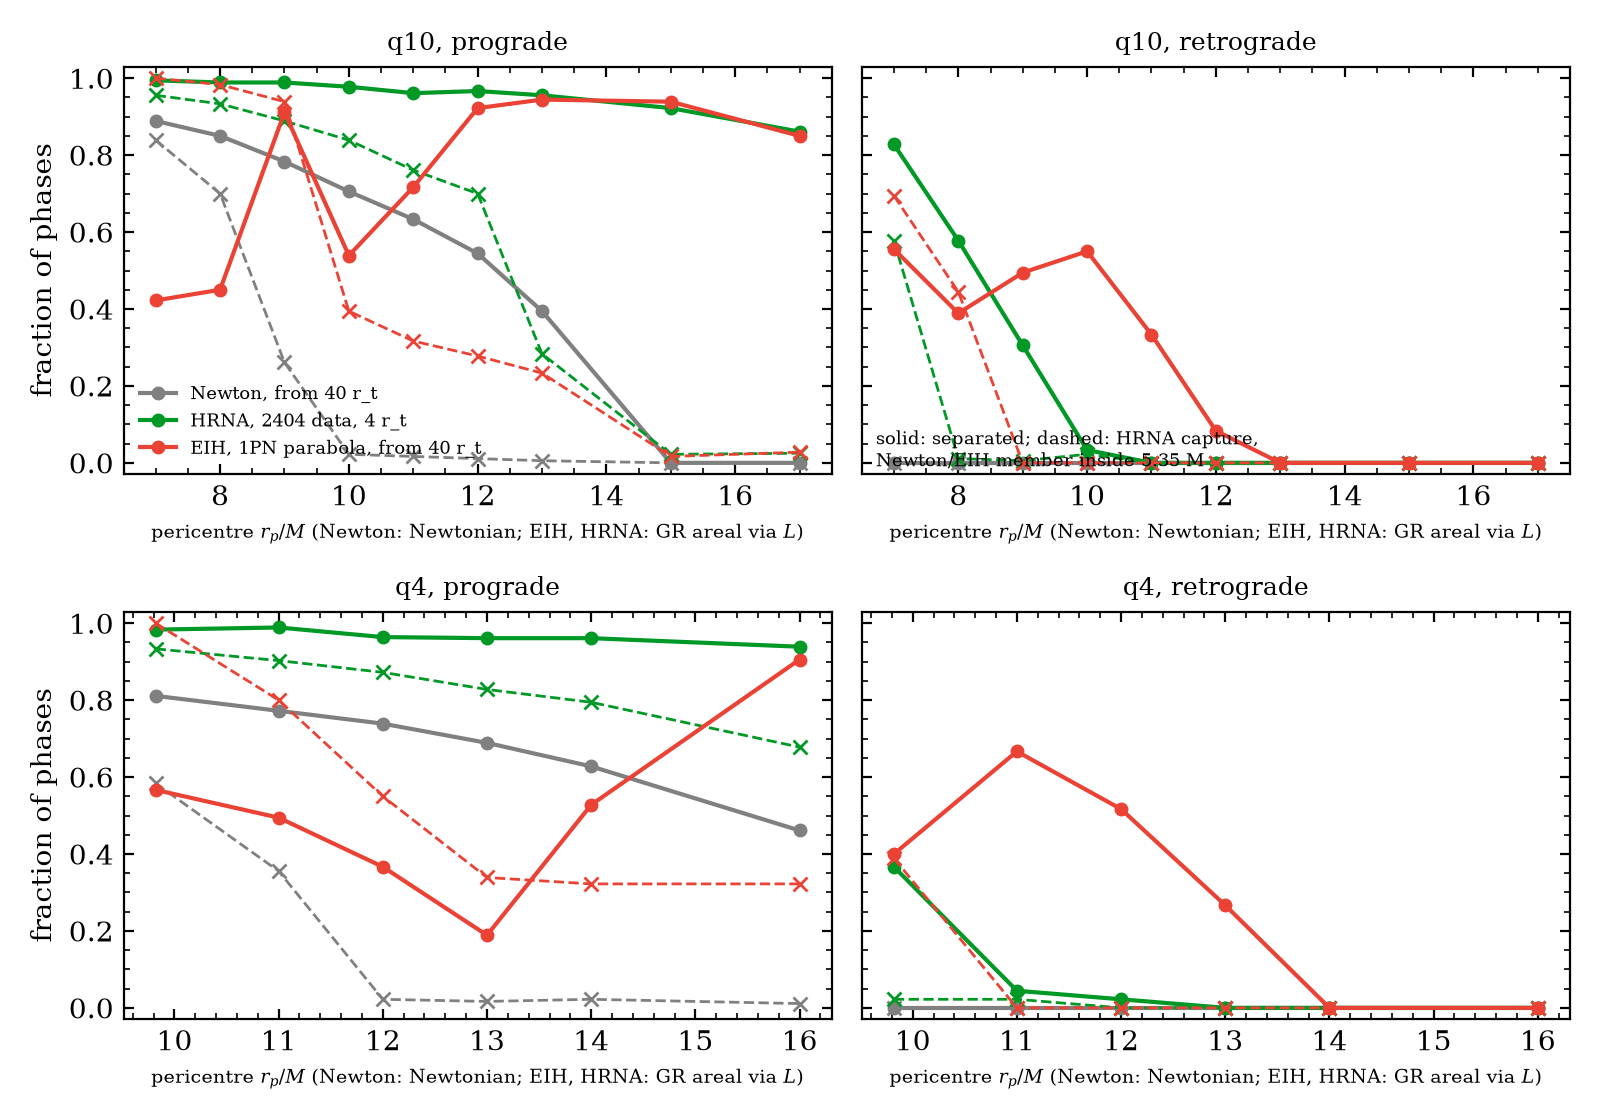 q10, prograde
q10, retrograde
fraction of phases
1.0
0.8
0.6
0.4
0.2
0.0
Newton, from 40 r_t
HRNA, 2404 data, 4 r_t
EIH, 1PN parabola, from 40 r_t
solid: separated; dashed: HRNA capture,
Newton/EIH member inside 5.35 M
8 10 12 14 16
8 10 12 14 16
pericentre r_p/M (Newton: Newtonian; EIH, HRNA: GR areal via L)
pericentre r_p/M (Newton: Newtonian; EIH, HRNA: GR areal via L)
q4, prograde
q4, retrograde
fraction of phases
1.0
0.8
0.6
0.4
0.2
0.0
10 11 12 13 14 15 16
10 11 12 13 14 15 16
pericentre r_p/M (Newton: Newtonian; EIH, HRNA: GR areal via L)
pericentre r_p/M (Newton: Newtonian; EIH, HRNA: GR areal via L)